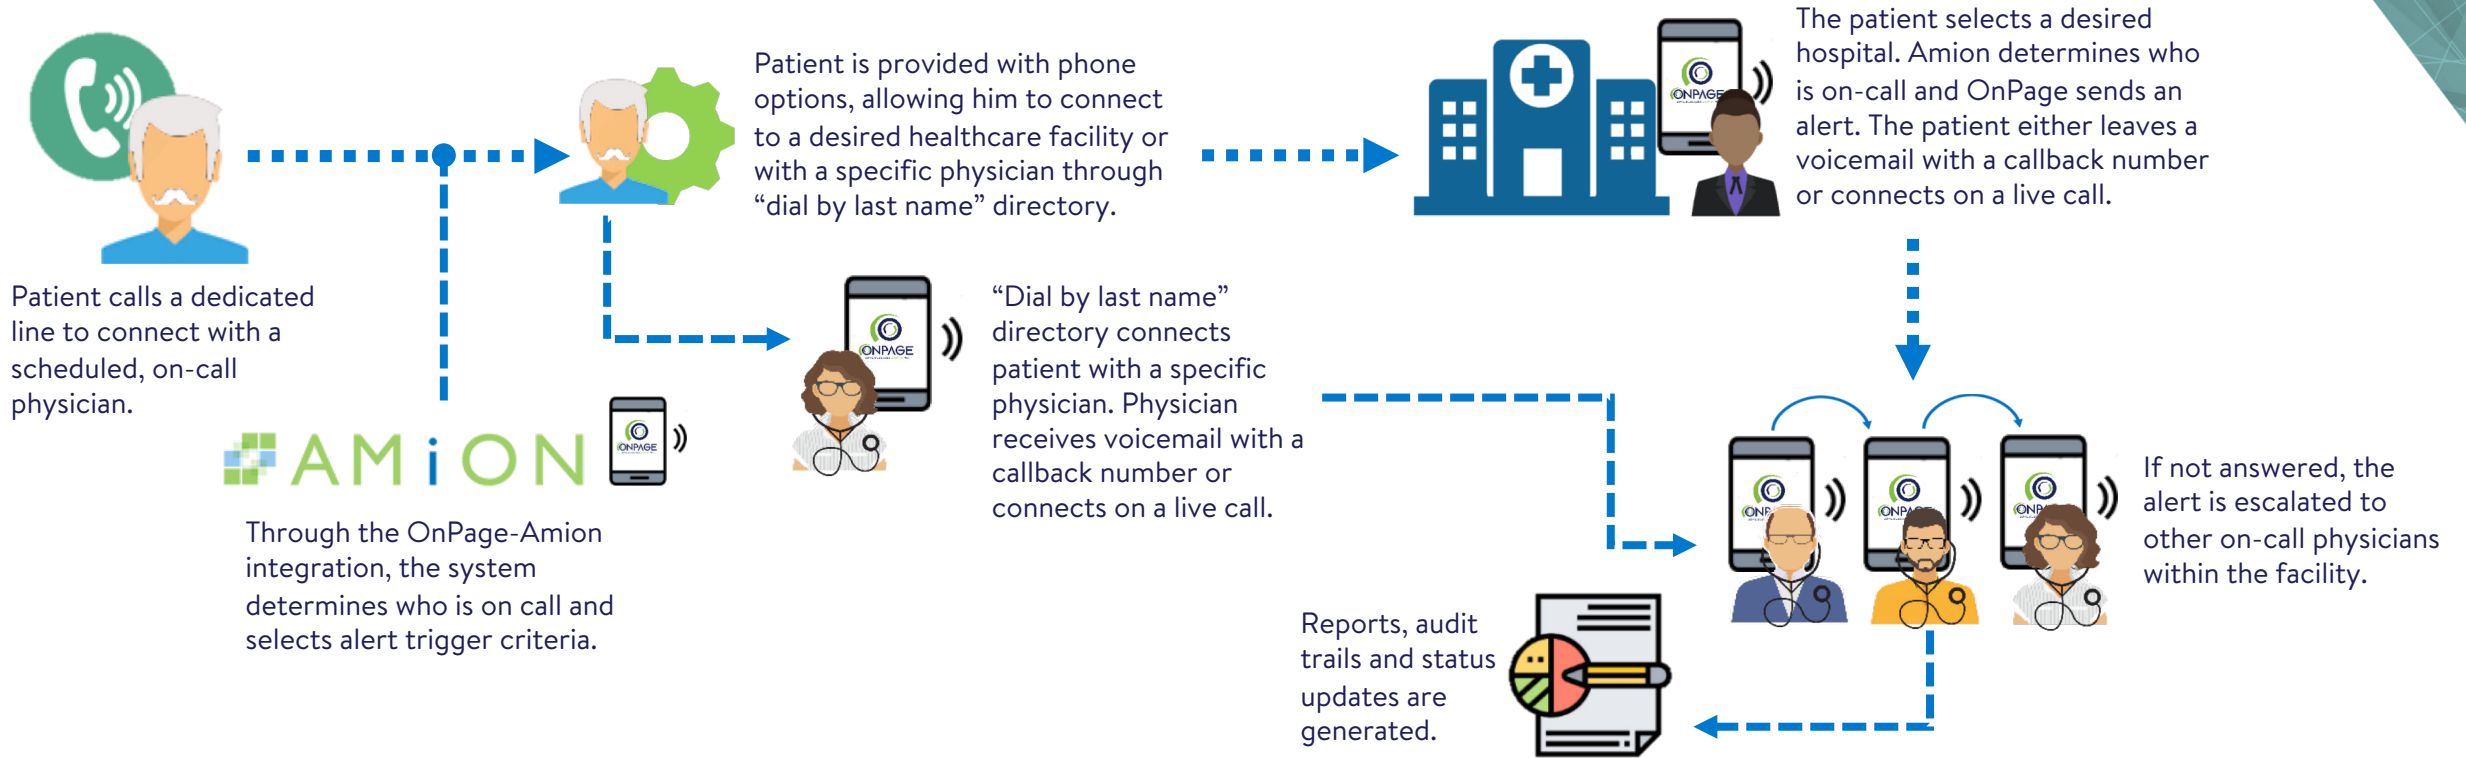 Patient calls a dedicated
line to connect with a
scheduled, on-call
physician.
AMiON
ONPAGE
Through the OnPage-Amion
integration, the system
determines who is on call and
selects alert trigger criteria.
Patient is provided with phone
options, allowing him to connect
to a desired healthcare facility or
with a specific physician through
“dial by last name” directory.
ONPAGE
“Dial by last name”
directory connects
patient with a specific
physician. Physician
receives voicemail with a
callback number or
connects on a live call.
ONPAGE
The patient selects a desired
hospital. Amion determines who
is on-call and OnPage sends an
alert. The patient either leaves a
voicemail with a callback number
or connects on a live call.
If not answered, the
alert is escalated to
other on-call physicians
within the facility.
Reports, audit
trails and status
updates are
generated.